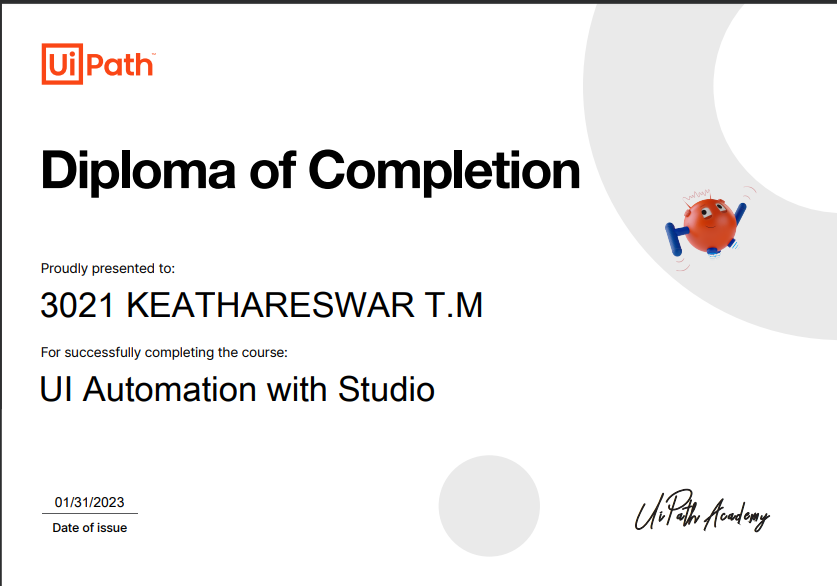 UiPath™
Diploma of Completion
Proudly presented to:
3021 KEATHARESWAR T.M
For successfully completing the course:
UI Automation with Studio
01/31/2023
Date of issue
UiPath Academy